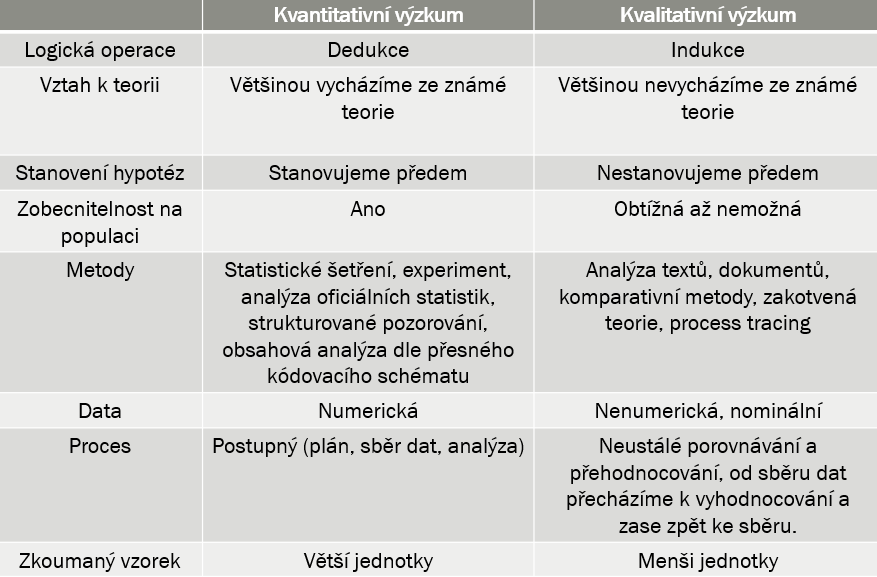 Kvantitativní výzkum Kvalitativní výzkum
Logická operace Dedukce Indukce
Vztah k teorii Většinou vycházíme ze známé Většinou nevycházíme ze známé
teorie teorie
Stanovení hypotéz Stanovujeme předem Nestanovujeme předem
Zobecnitelnost na Ano Obtížná až nemožná
populaci
Metody Statistické šetření, experiment, Analýza textů, dokumentů,
analýza oficiálních statistik, komparativní metody, zakotvená
strukturované pozorování, teorie, process tracing
obsahová analýza dle přesného
kódovacího schématu
Data Numerická Nenumerická, nominální
Proces Postupný (plán, sběr dat, analýza) Neustálé porovnávání a
přehodnocování, od sběru dat
přecházíme k vyhodnocování a
zase zpět ke sběru.
Zkoumaný vzorek Větší jednotky Menši jednotky